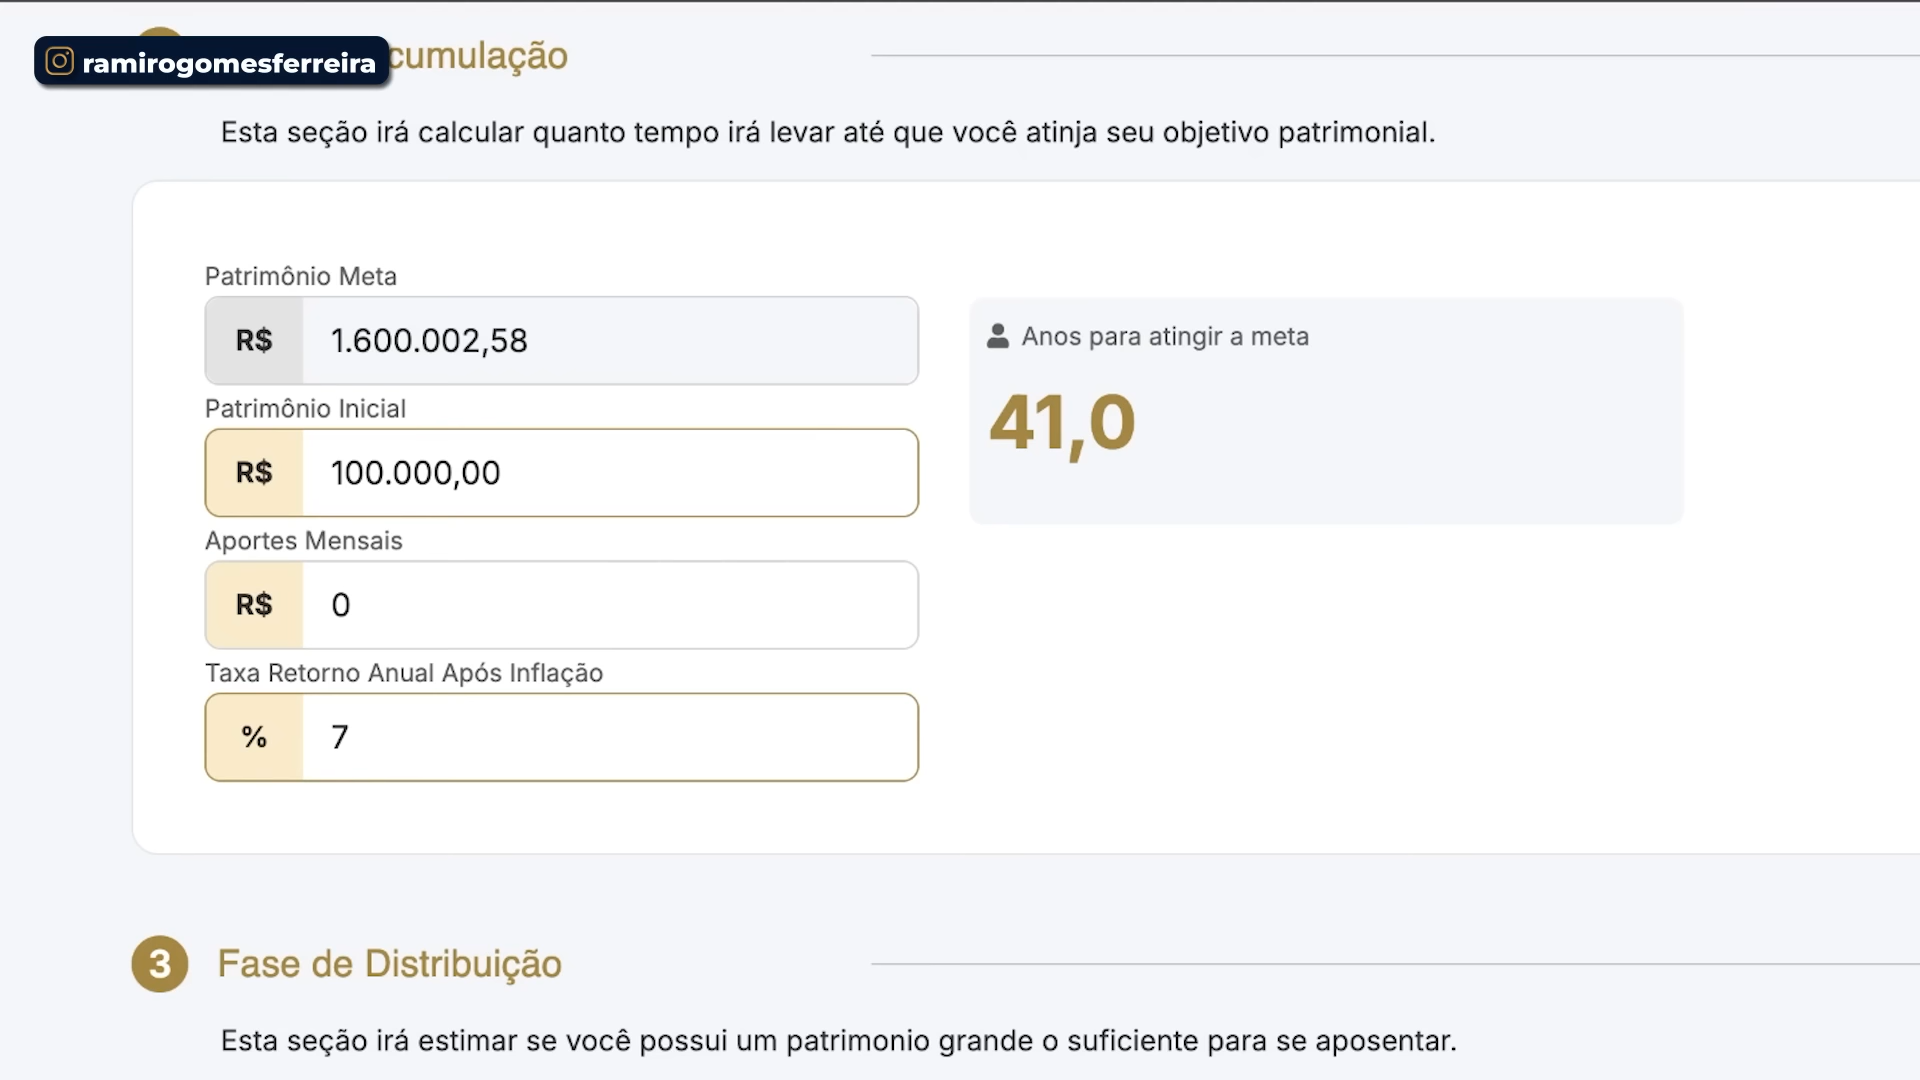 ramirogomesferreira
cumulação
Esta seção irá calcular quanto tempo irá levar até que você atinja seu objetivo patrimonial.
Patrimônio Meta
R$ 1.600.002,58
Anos para atingir a meta
41,0
Patrimônio Inicial
R$ 100.000,00
Aportes Mensais
R$ 0
Taxa Retorno Anual Após Inflação
% 7
3 Fase de Distribuição
Esta seção irá estimar se você possui um patrimonio grande o suficiente para se aposentar.